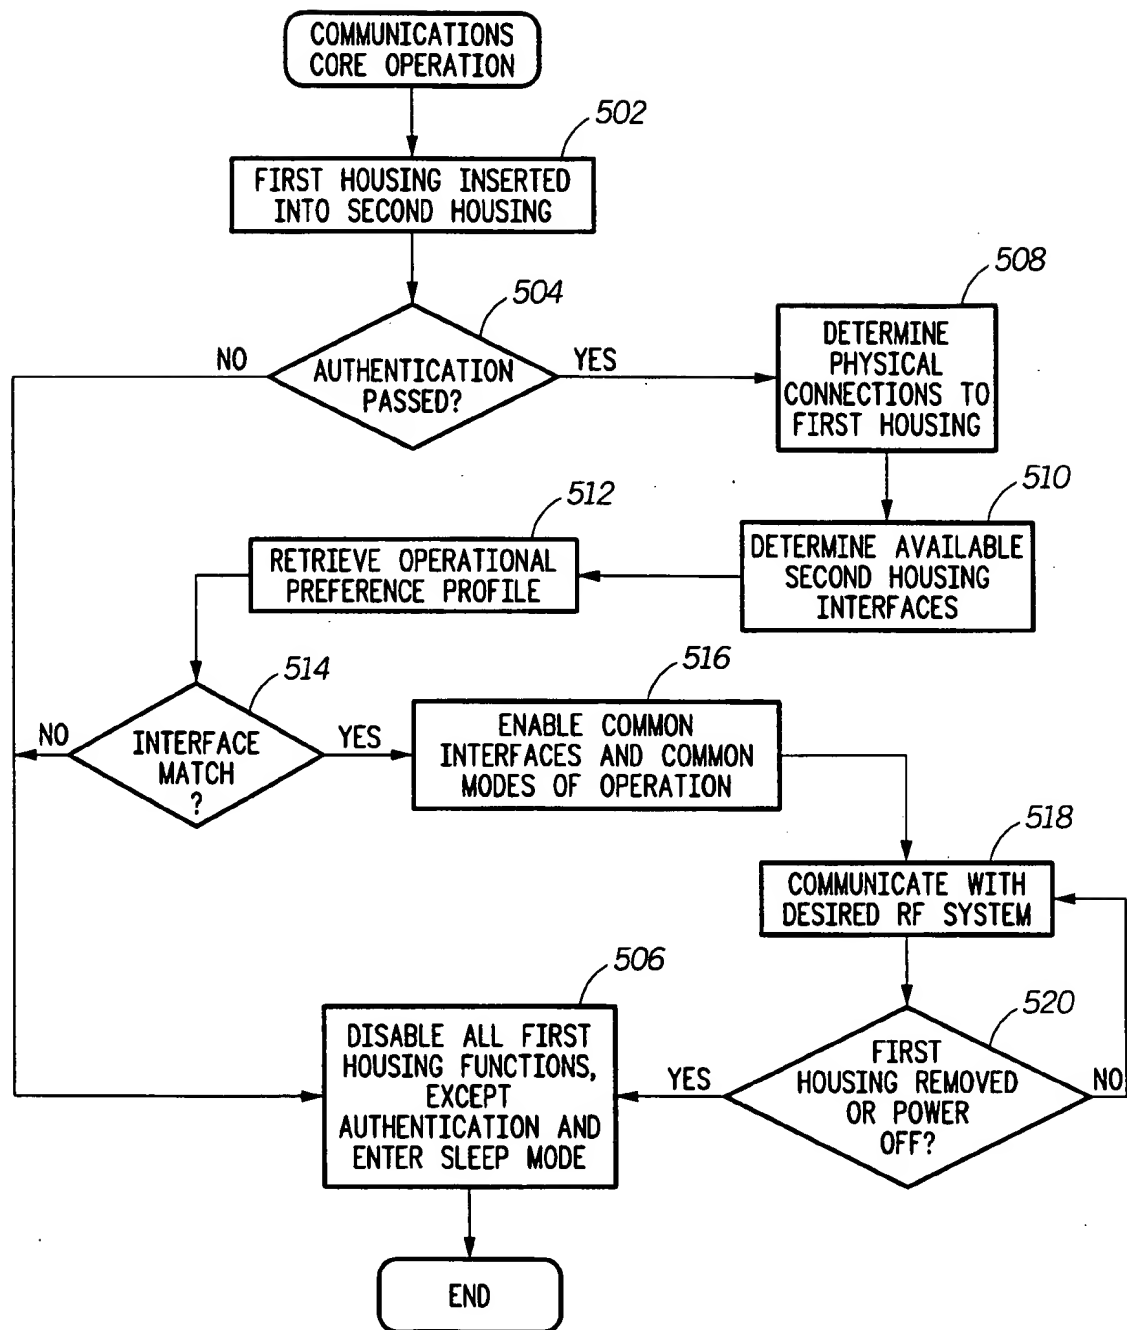 COMMUNICATIONS
CORE OPERATION
502
FIRST HOUSING INSERTED
INTO SECOND HOUSING
504
AUTHENTICATION
PASSED?
NO
YES
508
DETERMINE
PHYSICAL
CONNECTIONS TO
FIRST HOUSING
510
DETERMINE AVAILABLE
SECOND HOUSING
INTERFACES
512
RETRIEVE OPERATIONAL
PREFERENCE PROFILE
514
INTERFACE
MATCH
?
NO
YES
516
ENABLE COMMON
INTERFACES AND COMMON
MODES OF OPERATION
518
COMMUNICATE WITH
DESIRED RF SYSTEM
520
FIRST
HOUSING REMOVED
OR POWER
OFF?
YES
NO
506
DISABLE ALL FIRST
HOUSING FUNCTIONS,
EXCEPT
AUTHENTICATION AND
ENTER SLEEP MODE
END